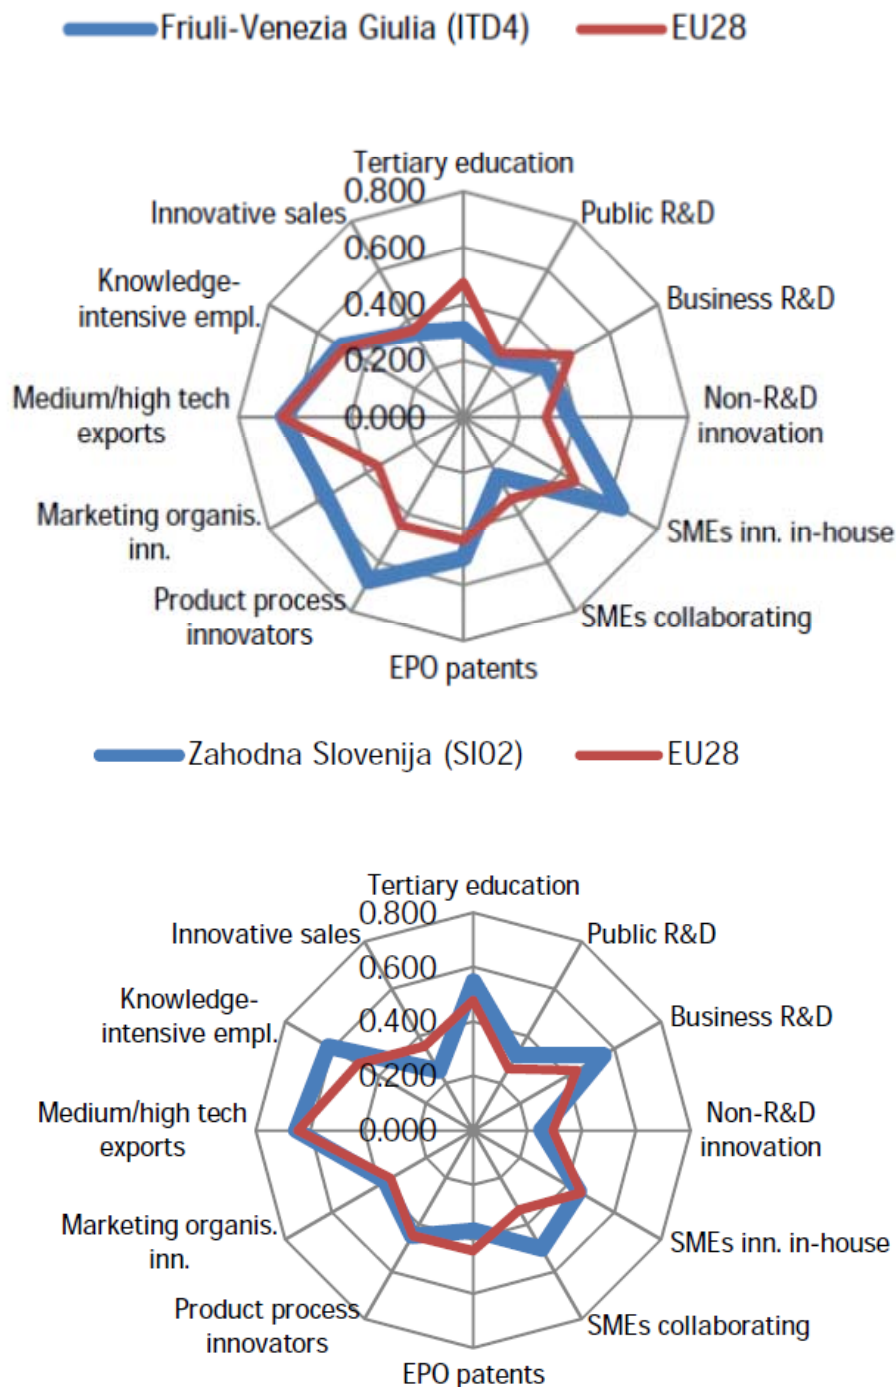 Friuli-Venezia Giulia (ITD4) EU28
Tertiary education
0.800
Innovative sales Public R&D
0.600
Knowledge-
intensive empl. Business R&D
0.400
0.200
Medium/high tech
exports
0.000
Non-R&D
innovation
Marketing organis.
inn.
SMEs inn. in-house
Product process
innovators
SMEs collaborating
EPO patents
Zahodna Slovenija (SI02) EU28
Tertiary education
0.800
Innovative sales Public R&D
0.600
Knowledge-
intensive empl. Business R&D
0.400
0.200
Medium/high tech
exports
0.000
Non-R&D
innovation
Marketing organis.
inn.
SMEs inn. in-house
Product process
innovators
SMEs collaborating
EPO patents